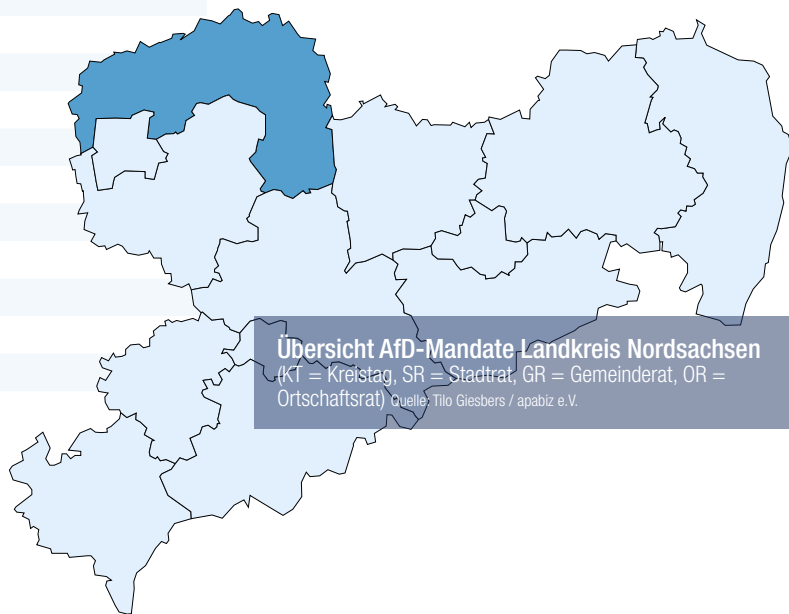 Übersicht AfD-Mandate Landkreis Nordsachsen
(KT = Kreistag, SR = Stadtrat, GR = Gemeinderat, OR =
Ortschaftsrat) Quelle: Tilo Giesbers / apabiz e.V.